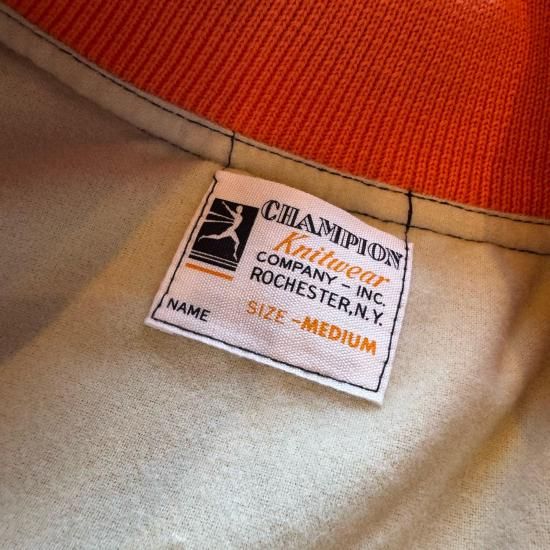 CHAMPION
Knitwear
COMPANY - INC.
ROCHESTER, N.Y.
NAME
SIZE - MEDIUM